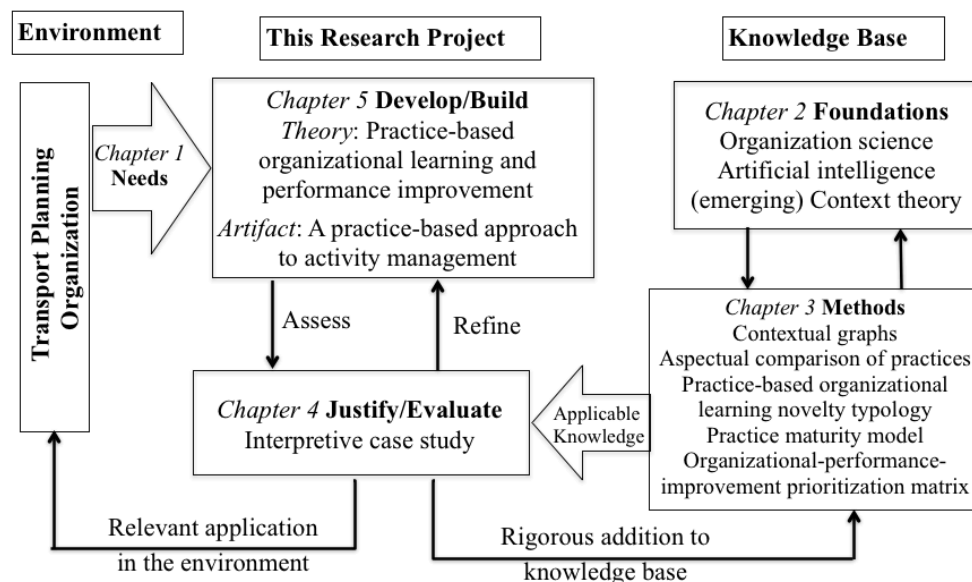 Environment
This Research Project
Knowledge Base
Transport Planning
Organization
Chapter 1
Needs
Chapter 5 Develop/Build
Theory: Practice-based
organizational learning and
performance improvement
Artifact: A practice-based approach
to activity management
Assess
Refine
Chapter 4 Justify/Evaluate
Interpretive case study
Applicable
Knowledge
Chapter 2 Foundations
Organization science
Artificial intelligence
(emerging) Context theory
Chapter 3 Methods
Contextual graphs
Aspectual comparison of practices
Practice-based organizational
learning novelty typology
Practice maturity model
Organizational-performance-
improvement prioritization matrix
Relevant application
in the environment
Rigorous addition to
knowledge base